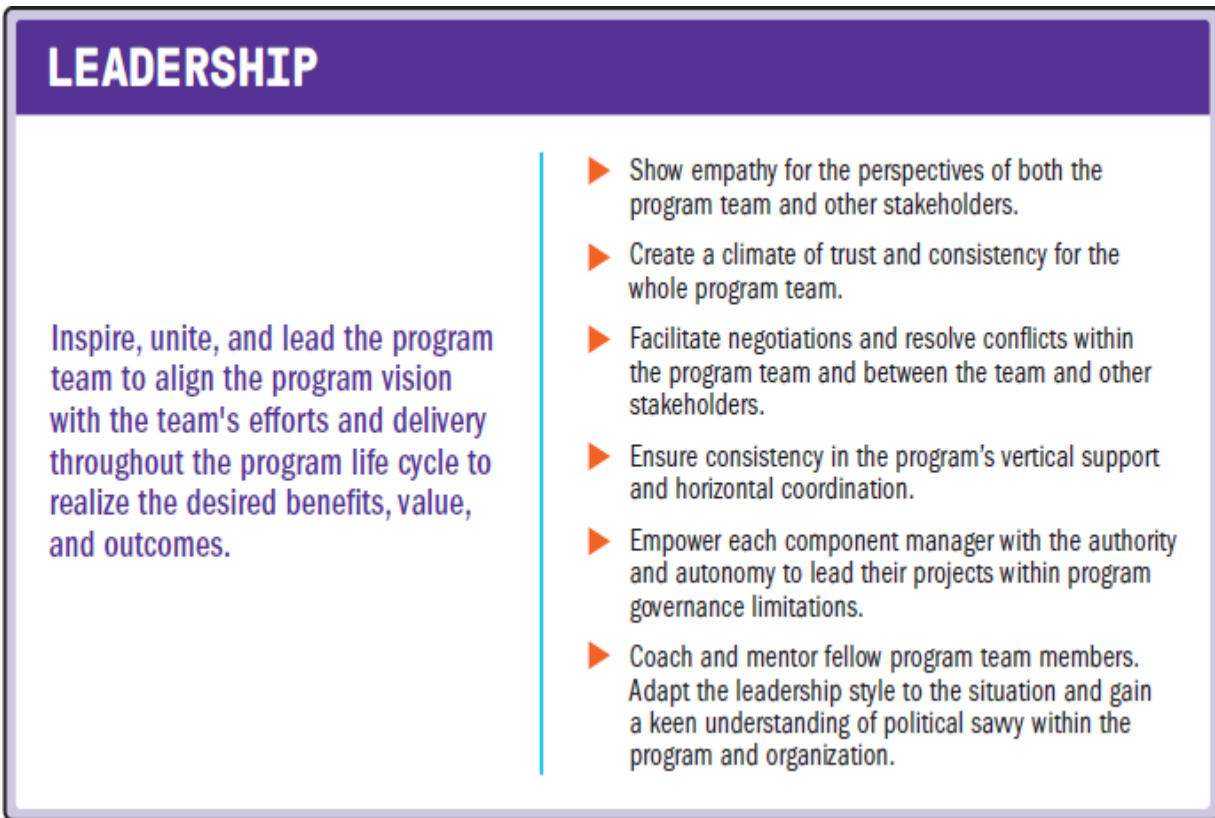 LEADERSHIP
Inspire, unite, and lead the program
team to align the program vision
with the team's efforts and delivery
throughout the program life cycle to
realize the desired benefits, value,
and outcomes.
Show empathy for the perspectives of both the
program team and other stakeholders.
Create a climate of trust and consistency for the
whole program team.
Facilitate negotiations and resolve conflicts within
the program team and between the team and other
stakeholders.
Ensure consistency in the program’s vertical support
and horizontal coordination.
Empower each component manager with the authority
and autonomy to lead their projects within program
governance limitations.
Coach and mentor fellow program team members.
Adapt the leadership style to the situation and gain
a keen understanding of political savvy within the
program and organization.